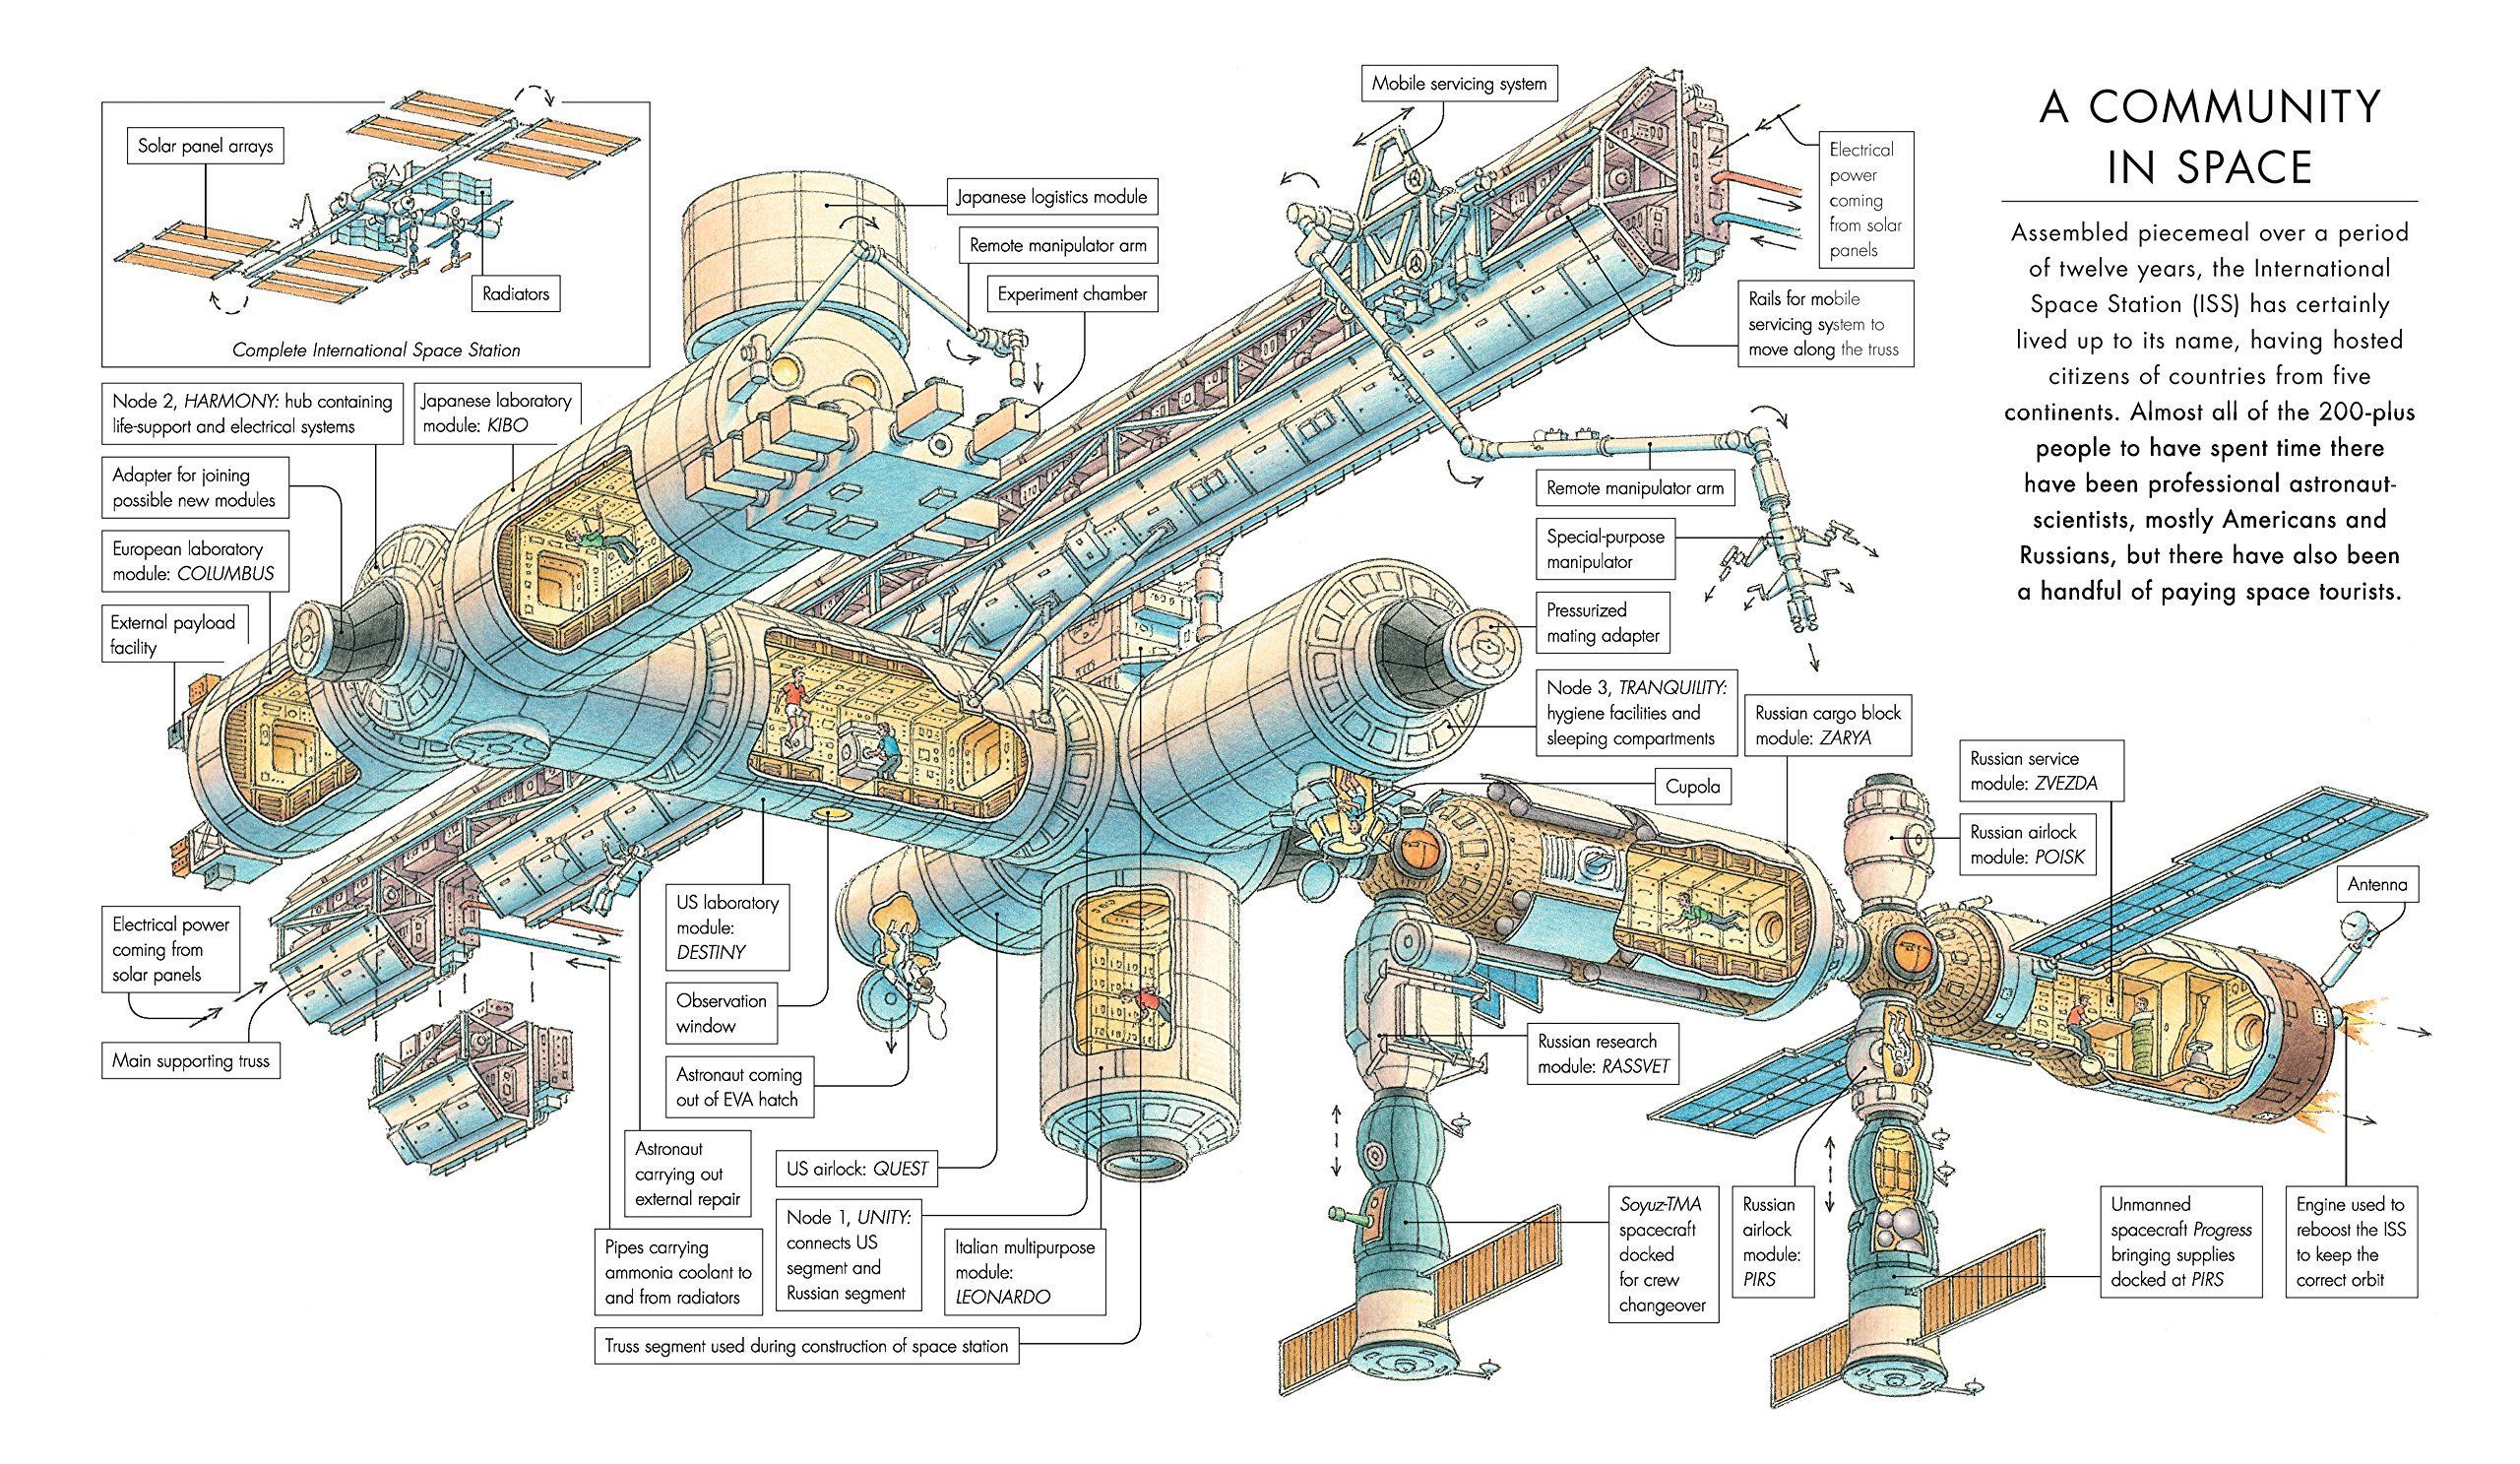 A COMMUNITY
IN SPACE
Assembled piecemeal over a period
of twelve years, the International
Space Station (ISS) has certainly
lived up to its name, having hosted
citizens of countries from five
continents. Almost all of the 200-plus
people to have spent time there
have been professional astronaut-
scientists, mostly Americans and
Russians, but there have also been
a handful of paying space tourists.
Solar panel arrays
Radiators
Complete International Space Station
Mobile servicing system
Electrical
power
coming
from solar
panels
Japanese logistics module
Remote manipulator arm
Experiment chamber
Rails for mobile
servicing system to
move along the truss
Node 2, HARMONY: hub containing
life-support and electrical systems
Japanese laboratory
module: KIBO
Adapter for joining
possible new modules
European laboratory
module: COLUMBUS
External payload
facility
Remote manipulator arm
Special-purpose
manipulator
Pressurized
mating adapter
Node 3, TRANQUILITY:
hygiene facilities and
sleeping compartments
Russian cargo block
module: ZARYA
Cupola
Russian service
module: ZVEZDA
Russian airlock
module: POISK
Antenna
Electrical power
coming from
solar panels
Main supporting truss
US laboratory
module:
DESTINY
Observation
window
Astronaut coming
out of EVA hatch
Astronaut
carrying out
external repair
US airlock: QUEST
Node 1, UNITY:
connects US
segment and
Russian segment
Pipes carrying
ammonia coolant to
and from radiators
Italian multipurpose
module:
LEONARDO
Truss segment used during construction of space station
Russian research
module: RASSVET
Soyuz-TMA
spacecraft
docked
for crew
changeover
Russian
airlock
module:
PIRS
Unmanned
spacecraft Progress
bringing supplies
docked at PIRS
Engine used to
reboost the ISS
to keep the
correct orbit